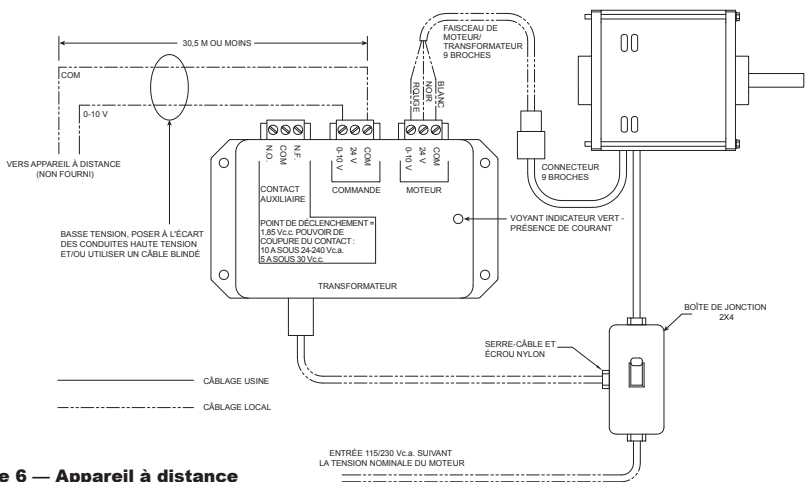 30,5 M OU MOINS
COM
0-10 V
VERS APPAREIL À DISTANCE
(NON FOURNI)
BASSE TENSION, POSER À L'ÉCART
DES CONDUITES HAUTE TENSION
ET/OU UTILISER UN CÂBLE BLINDÉ
FAISCEAU DE
MOTEUR/
TRANSFORMATEUR
9 BROCHES
ROUGE
NOIR
BLANC
N.O.
COM
N.F.
0-10 V
24 V
COM
0-10 V
24 V
COM
CONTACT
AUXILIAIRE
COMMANDE
MOTEUR
POINT DE DÉCLENCHEMENT =
1,85 Vc.c. POUVOIR DE
COUPURE DU CONTACT :
10 A SOUS 24-240 Vc.a.
5 A SOUS 30 Vc.c.
TRANSFORMATEUR
CONNECTEUR
9 BROCHES
VOYANT INDICATEUR VERT -
PRÉSENCE DE COURANT
BOÎTE DE JONCTION
2X4
SERRE-CÂBLE ET
ÉCROU NYLON
CÂBLAGE USINE
CÂBLAGE LOCAL
ENTRÉE 115/230 Vc.a. SUIVANT
LA TENSION NOMINALE DU MOTEUR
e 6 — Appareil à distance